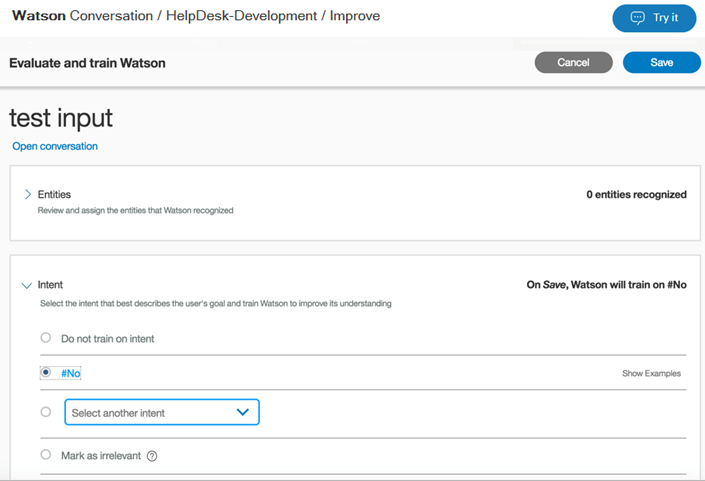 Watson Conversation / HelpDesk-Development / Improve
Try it
Evaluate and train Watson
Cancel
Save
test input
Open conversation
Entities
0 entities recognized
Review and assign the entities that Watson recognized
Intent
On Save, Watson will train on #No
Select the intent that best describes the user's goal and train Watson to improve its understanding
Do not train on intent
#No
Show Examples
Select another intent
Mark as irrelevant ?